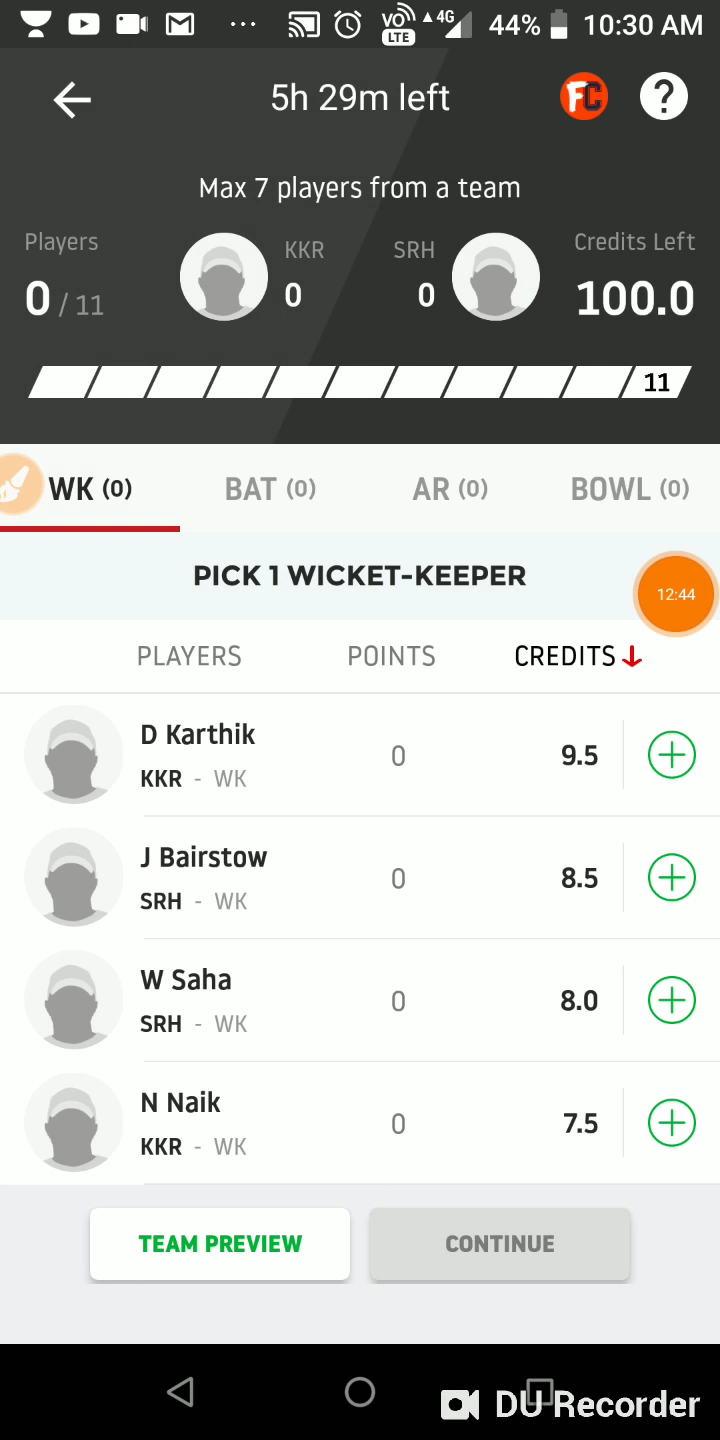 VO LTE 4G 44% 10:30 AM
5h 29m left FC ?
Max 7 players from a team
Players KKR SRH Credits Left
0 / 11 0 0 100.0
11
WK (0) BAT (0) AR (0) BOWL (0)
PICK 1 WICKET-KEEPER
12:44
PLAYERS POINTS CREDITS
D Karthik
KKR - WK 0 9.5
J Bairstow
SRH - WK 0 8.5
W Saha
SRH - WK 0 8.0
N Naik
KKR - WK 0 7.5
TEAM PREVIEW CONTINUE
DU Recorder